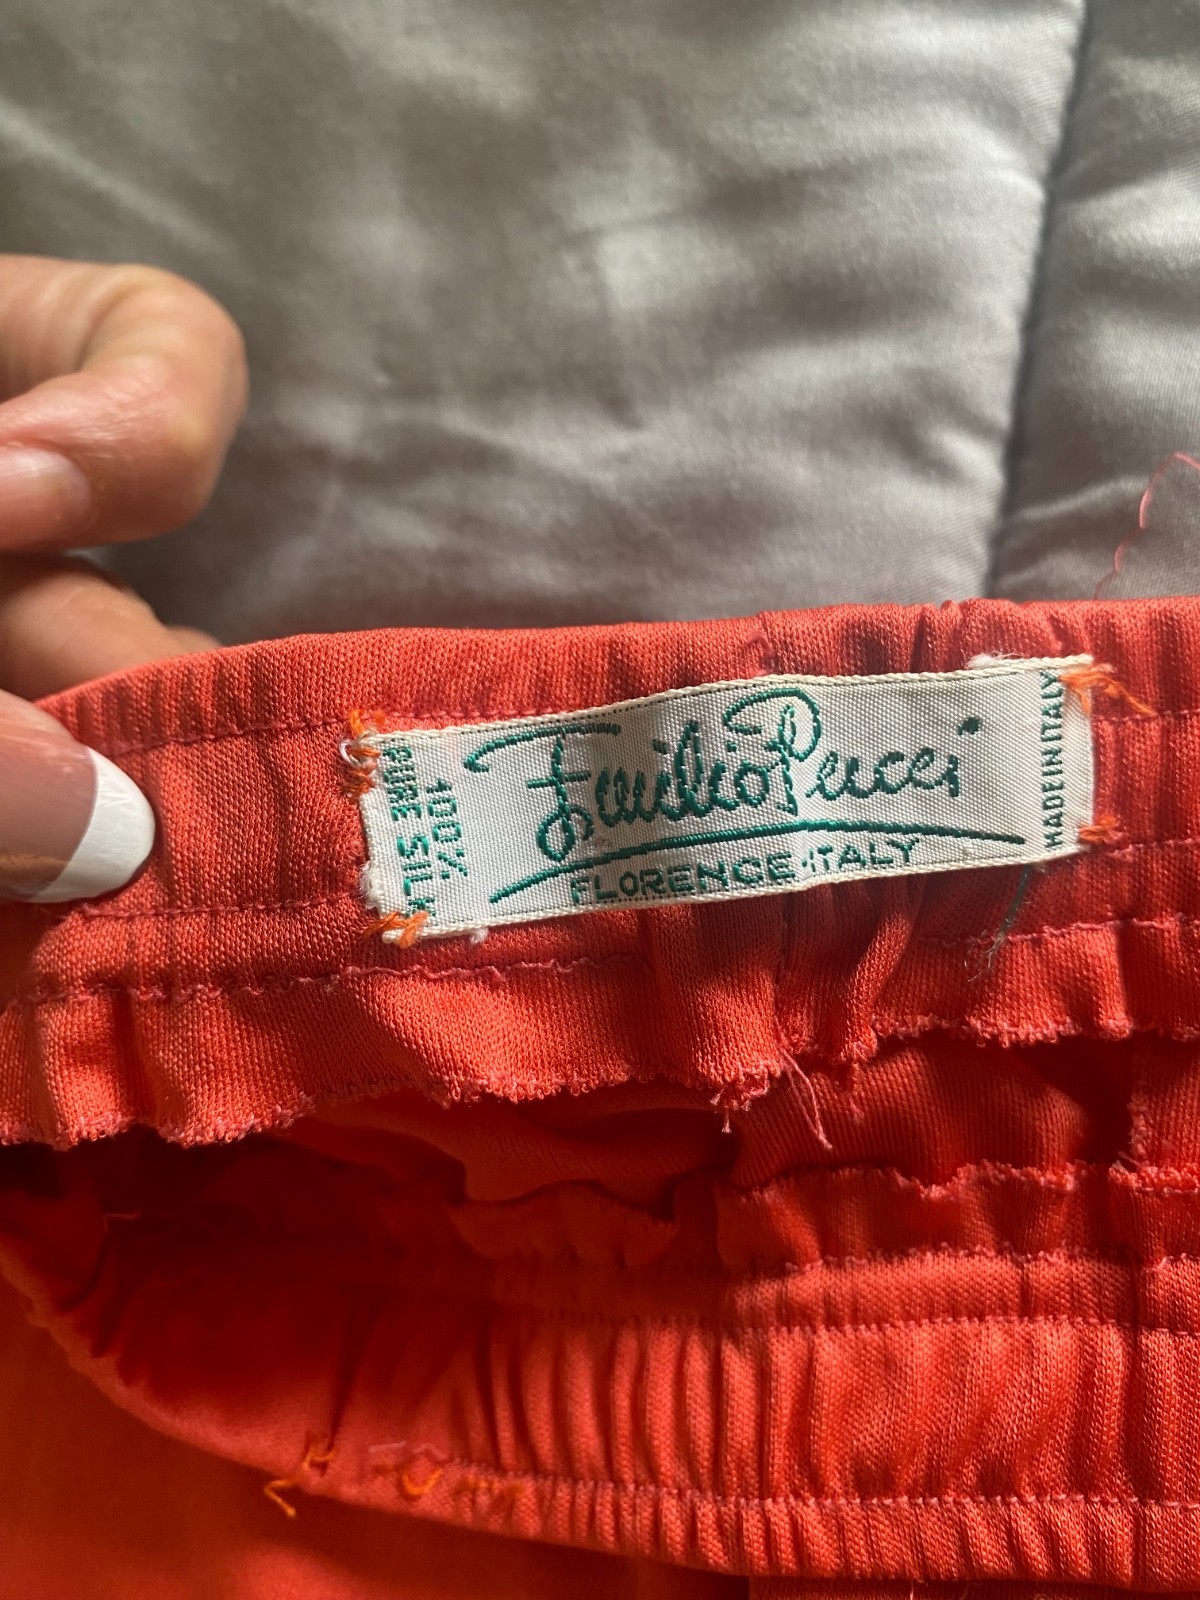 100%
PURE SILK
Emilio Pucci
FLORENCE-ITALY
MADE IN ITALY